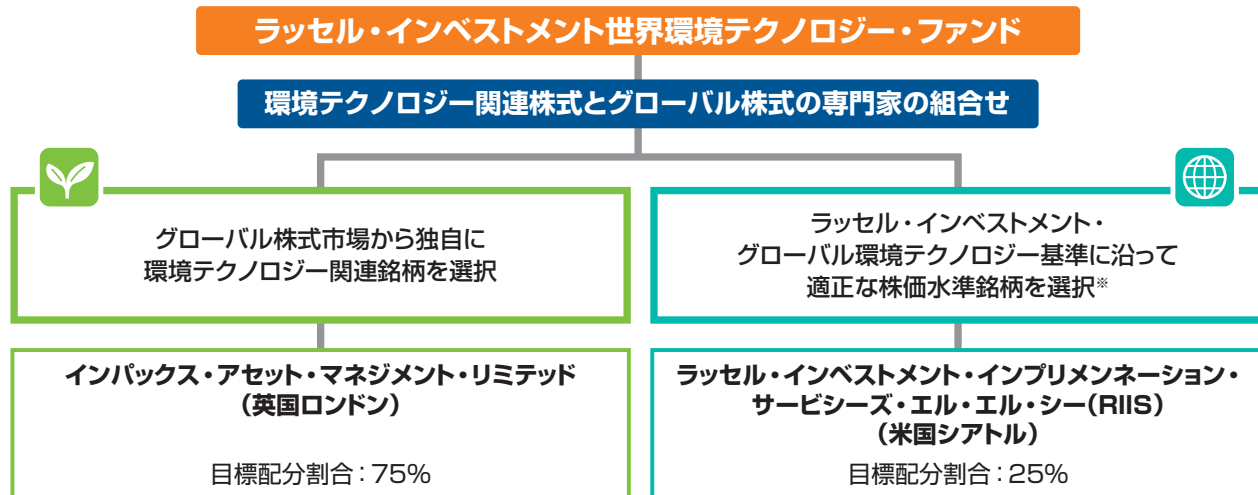 ラッセル・インベストメント世界環境テクノロジー・ファンド
環境テクノロジー関連株式とグローバル株式の専門家の組合せ
グローバル株式市場から独自に
環境テクノロジー関連銘柄を選択
インパックス・アセット・マネジメント・リミテッド
（英国ロンドン）
目標配分割合：75%
ラッセル・インベストメント・
グローバル環境テクノロジー基準に沿って
適正な株価水準銘柄を選択※
ラッセル・インベストメント・インプリメンネーション・
サービシーズ・エル・エル・シー（RIIS）
（米国シアトル）
目標配分割合：25%